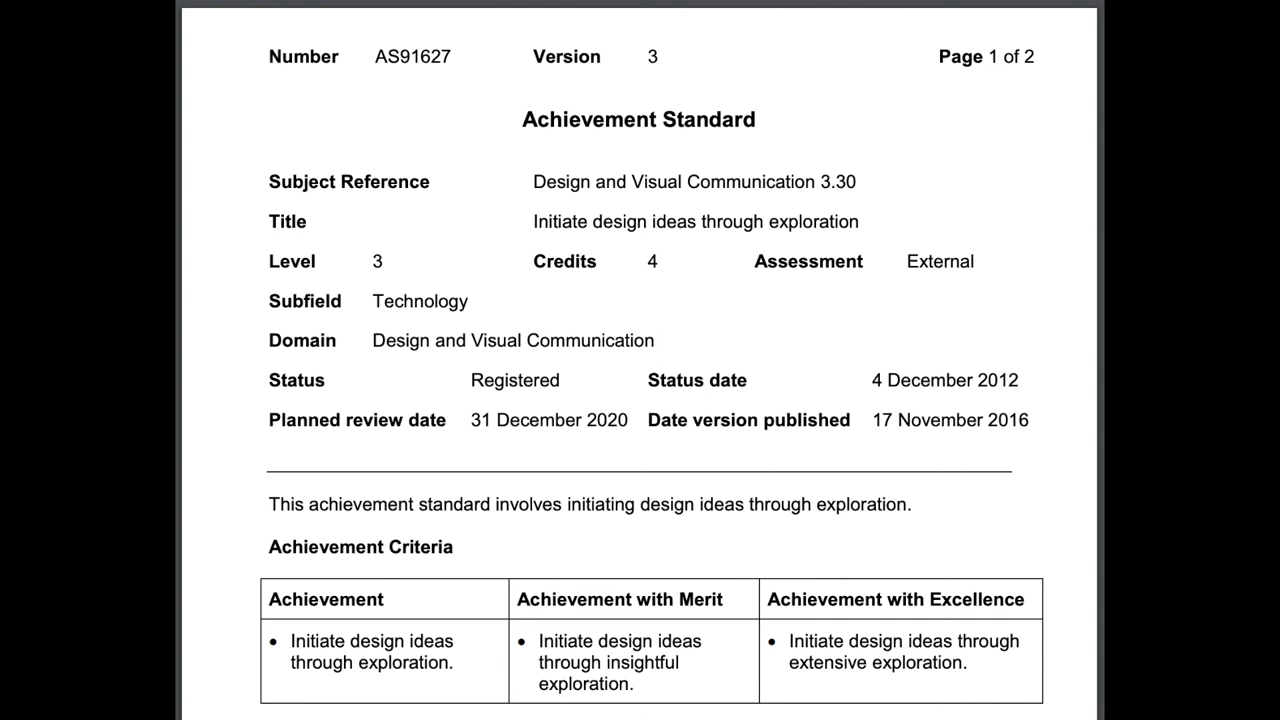 Number AS91627 Version 3 Page 1 of 2
Achievement Standard
Subject Reference Design and Visual Communication 3.30
Title Initiate design ideas through exploration
Level 3 Credits 4 Assessment External
Subfield Technology
Domain Design and Visual Communication
Status Registered Status date 4 December 2012
Planned review date 31 December 2020 Date version published 17 November 2016
This achievement standard involves initiating design ideas through exploration.
Achievement Criteria
Achievement Achievement with Merit Achievement with Excellence
• Initiate design ideas
through exploration.
• Initiate design ideas
through insightful
exploration.
• Initiate design ideas through
extensive exploration.